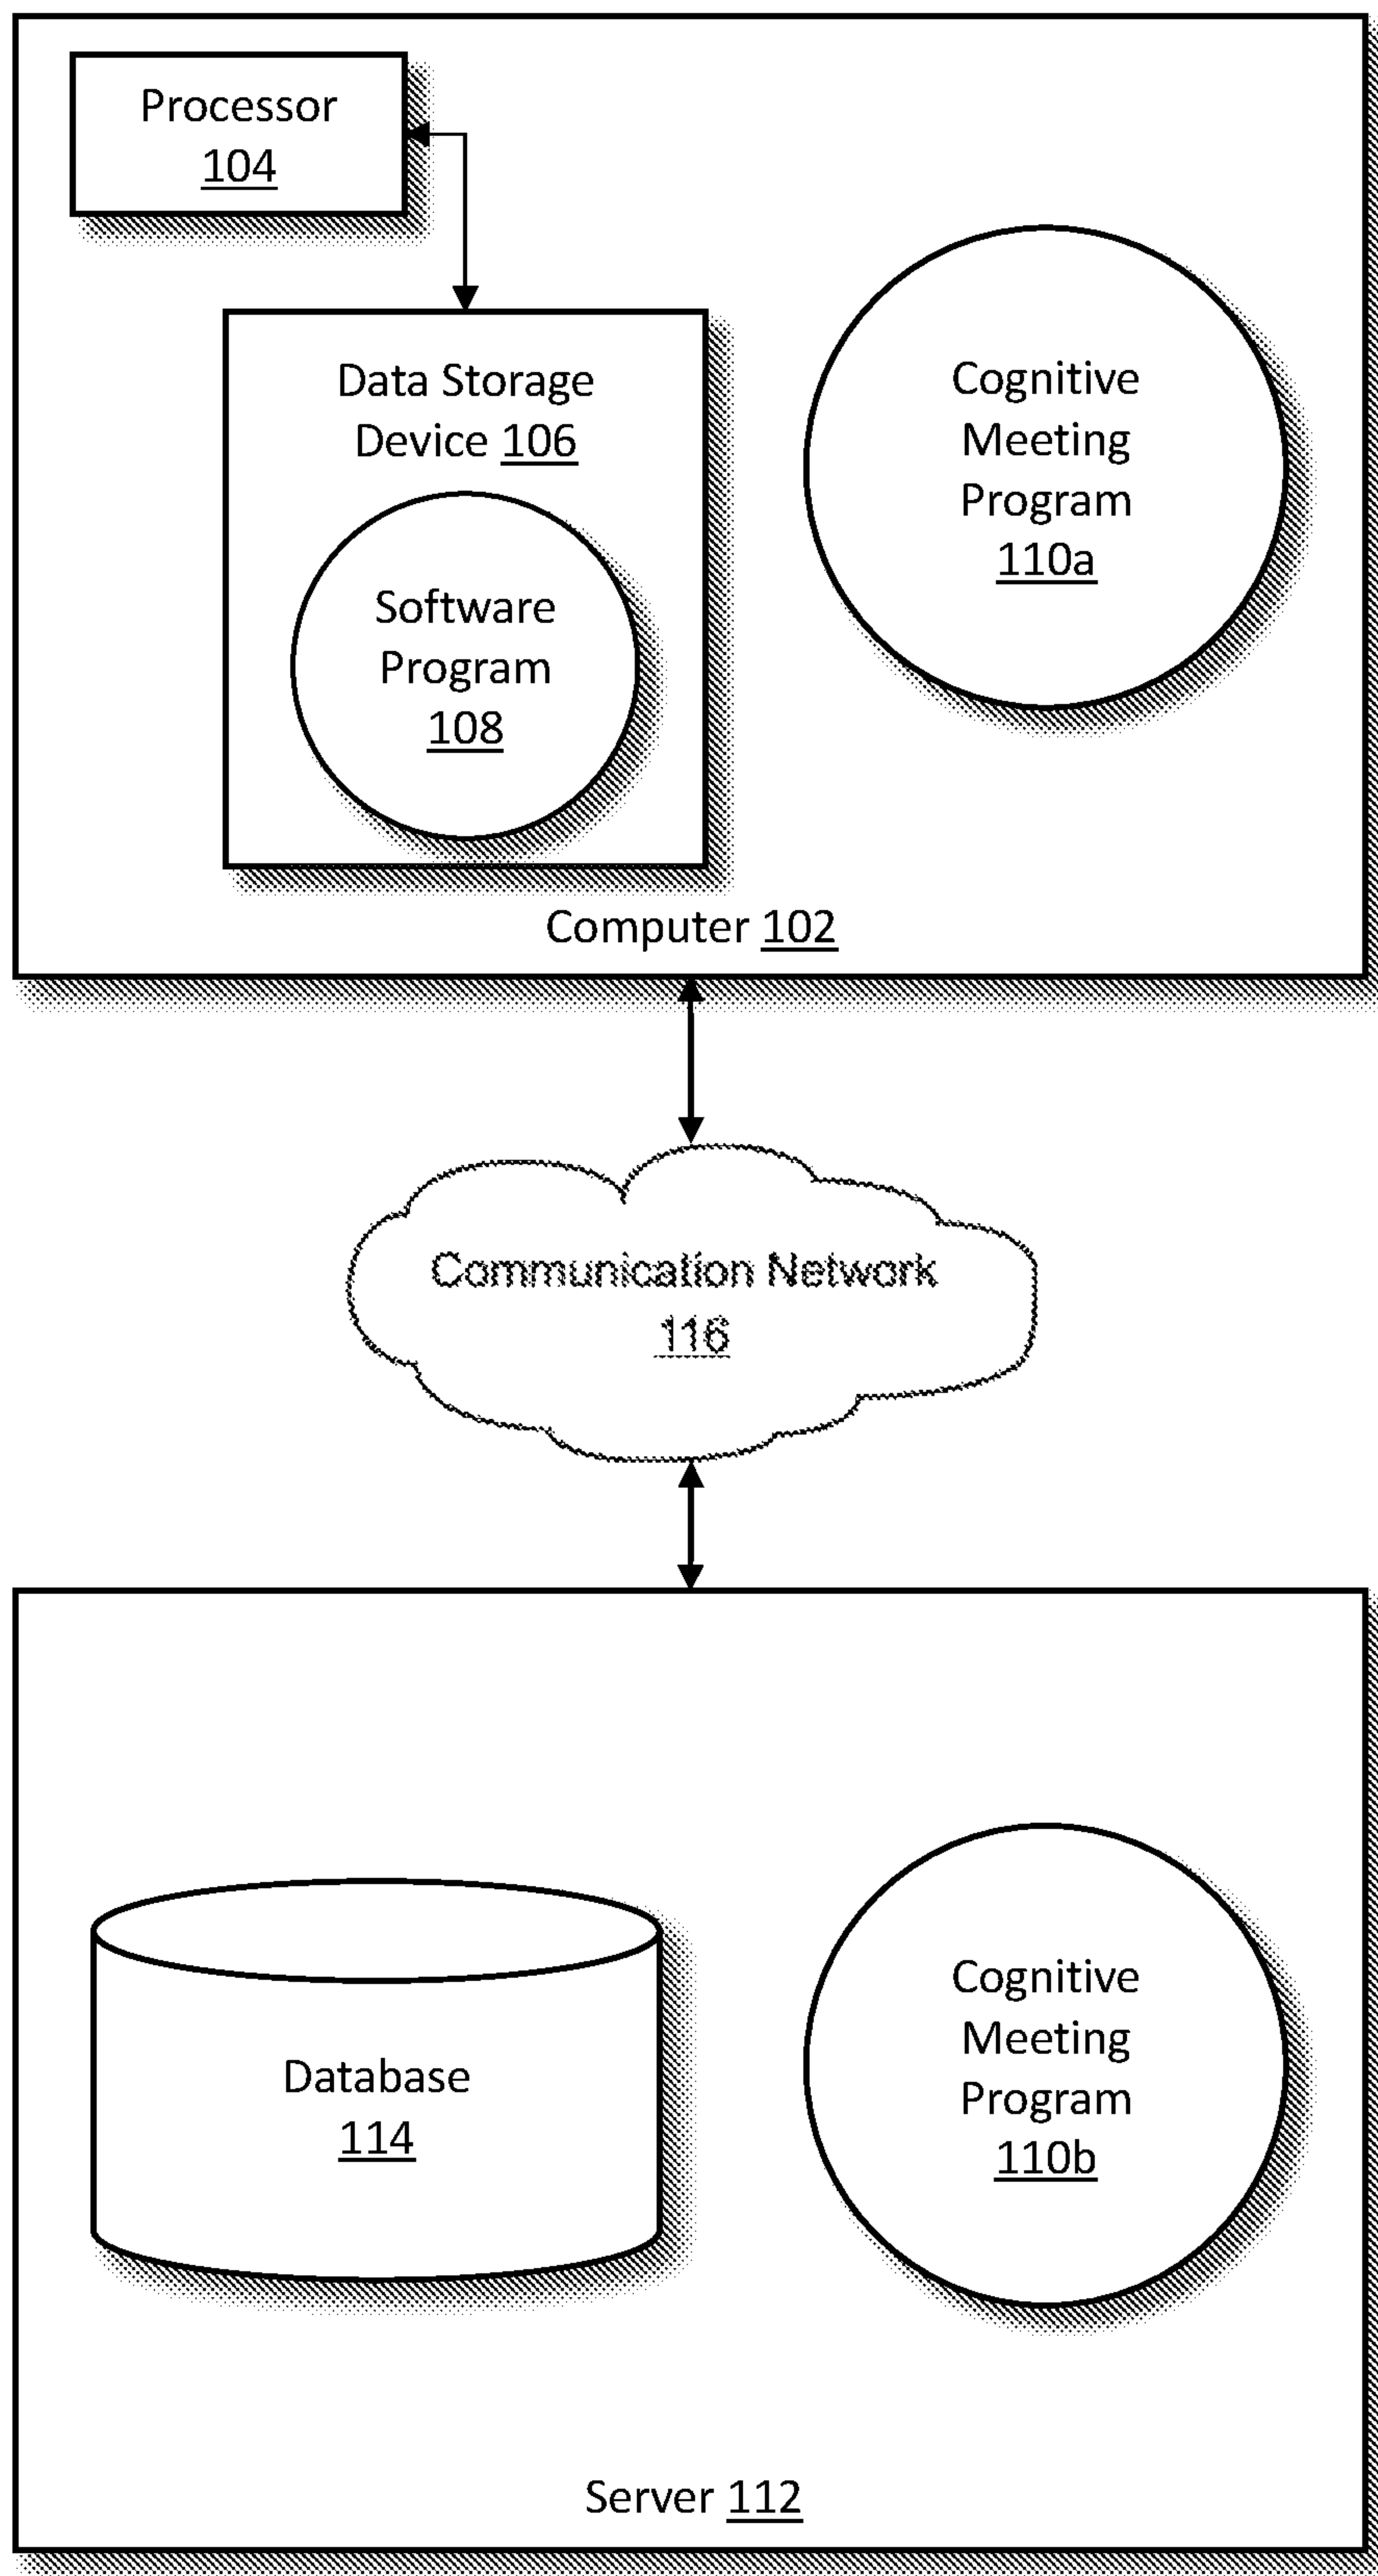 Processor
104
Data Storage
Device 106
Software
Program
108
Cognitive
Meeting
Program
110a
Computer 102
Communication Network
116
Database
114
Cognitive
Meeting
Program
110b
Server 112